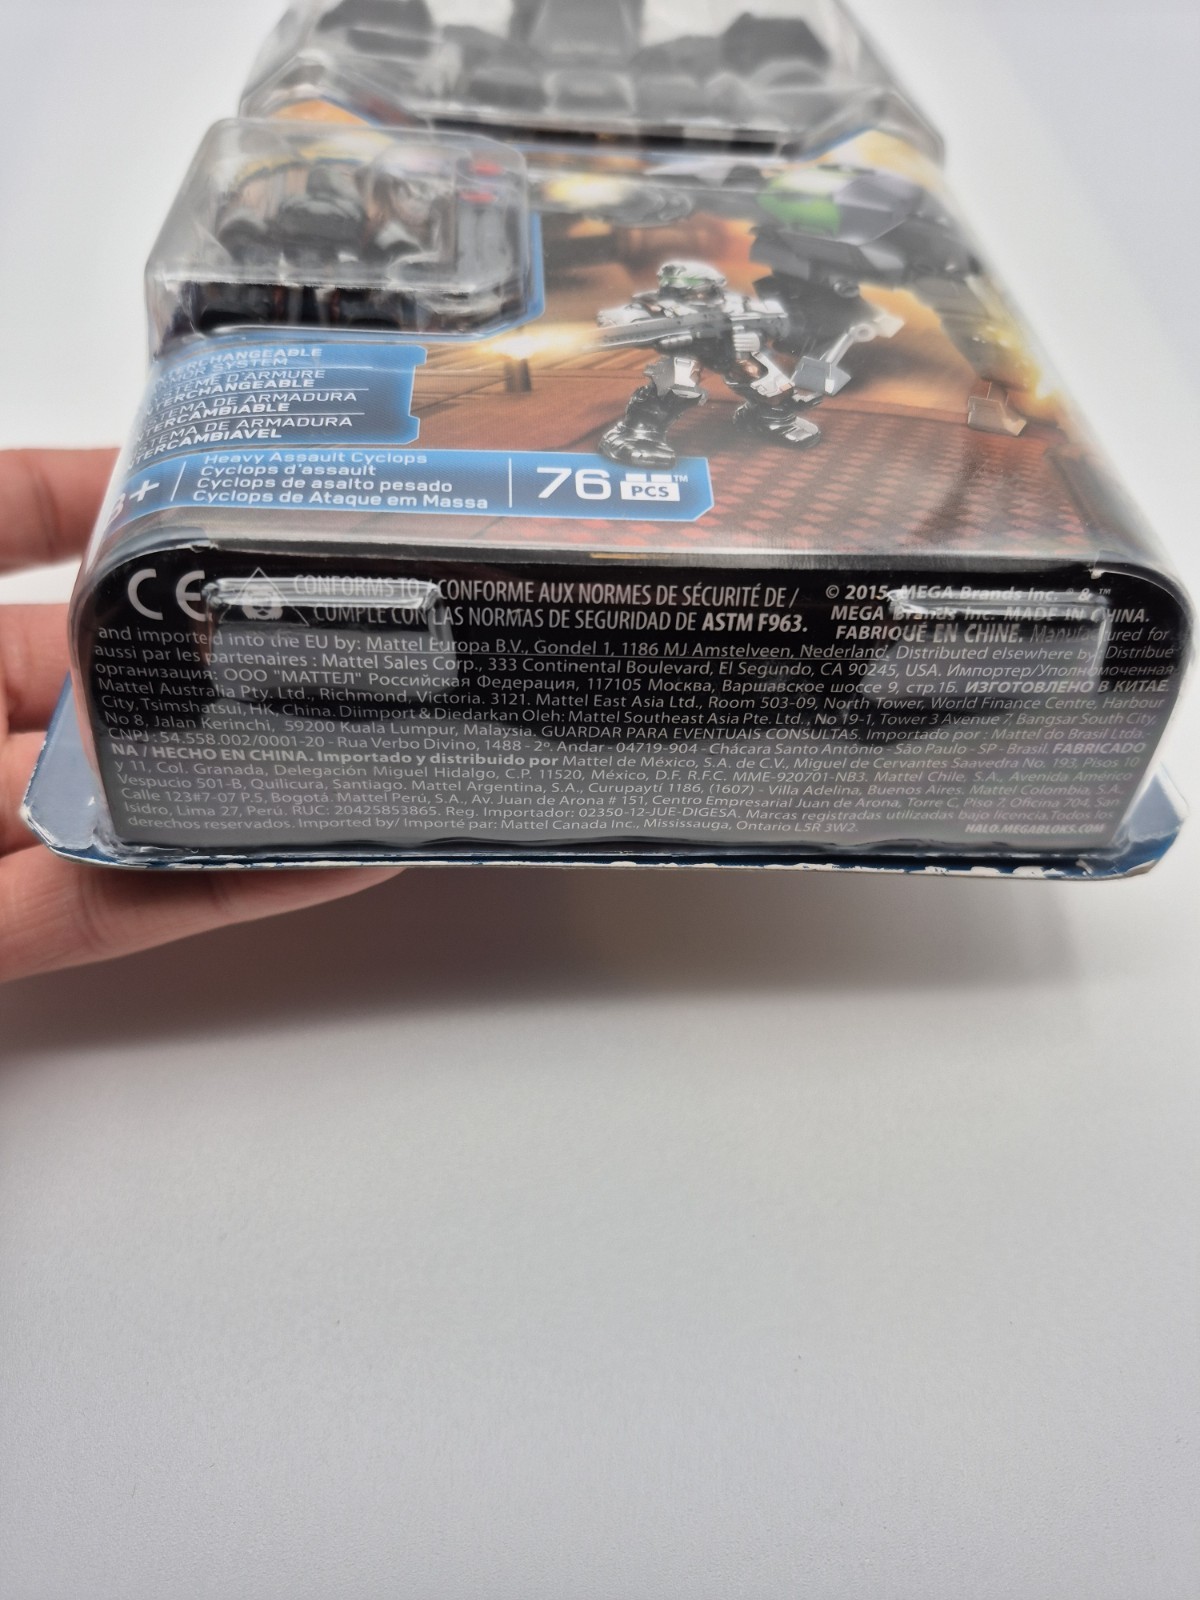 INTERCHANGEABLE
ARMOR SYSTEM
SYSTÈME D'ARMURE
INTERCHANGEABLE
SISTEMA DE ARMADURA
INTERCAMBIABLE
SISTEMA DE ARMADURA
INTERCAMBIÁVEL
8+
Heavy Assault Cyclops
Cyclops d'assault
Cyclops de asalto pesado
Cyclops de Ataque em Massa
76 PCS™
CE
CONFORMS TO / CONFORME AUX NORMES DE SÉCURITÉ DE /
CUMPLE CON LAS NORMAS DE SEGURIDAD DE ASTM F963.
© 2015, MEGA Brands Inc. ® & ™
MEGA Brands Inc. MADE IN CHINA.
FABRIQUÉ EN CHINE. Manufactured for
and imported into the EU by: Mattel Europa B.V., Gondel 1, 1186 MJ Amstelveen, Nederland. Distributed elsewhere by/ Distribué
aussi par les partenaires : Mattel Sales Corp., 333 Continental Boulevard, El Segundo, CA 90245, USA. Импортер/Уполномоченная
организация: ООО "МАТТЕЛ" Российская Федерация, 117105 Москва, Варшавское шоссе 9, стр.1Б. ИЗГОТОВЛЕНО В КИТАЕ.
Mattel Australia Pty. Ltd., Richmond, Victoria. 3121. Mattel East Asia Ltd., Room 503-09, North Tower, World Finance Centre, Harbour
City, Tsimshatsui, HK, China. Diimport & Diedarkan Oleh: Mattel Southeast Asia Pte. Ltd., No 19-1, Tower 3 Avenue 7, Bangsar South City,
No 8, Jalan Kerinchi, 59200 Kuala Lumpur, Malaysia. GUARDAR PARA EVENTUAIS CONSULTAS. Importado por : Mattel do Brasil Ltda.-
CNPJ : 54.558.002/0001-20 - Rua Verbo Divino, 1488 - 2º. Andar - 04719-904 - Chácara Santo Antônio - São Paulo - SP - Brasil. FABRICADO
NA / HECHO EN CHINA. Importado y distribuido por Mattel de México, S.A. de C.V., Miguel de Cervantes Saavedra No. 193, Pisos 10
y 11, Col. Granada, Delegación Miguel Hidalgo, C.P. 11520, México, D.F. R.F.C. MME-920701-NB3. Mattel Chile, S.A., Avenida Américo
Vespucio 501-B, Quilicura, Santiago. Mattel Argentina, S.A., Curupaytí 1186, (1607) - Villa Adelina, Buenos Aires. Mattel Colombia, S.A.,
Calle 123#7-07 P.5, Bogotá. Mattel Perú, S.A., Av. Juan de Arona # 151, Centro Empresarial Juan de Arona, Torre C, Piso 7, Oficina 704, San
Isidro, Lima 27, Perú. RUC: 20425853865. Reg. Importador: 02350-12-JUE-DIGESA. Marcas registradas utilizadas bajo licencia. Todos los
derechos reservados. Imported by/ Importé par: Mattel Canada Inc., Mississauga, Ontario L5R 3W2.
HALO.MEGABLOKS.COM